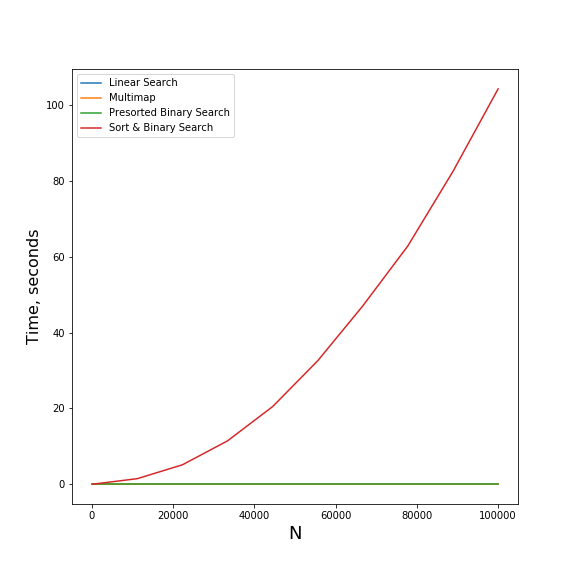 Linear Search
Multimap
Presorted Binary Search
Sort & Binary Search
100
80
60
40
20
0
Time, seconds
0 20000 40000 60000 80000 100000
N